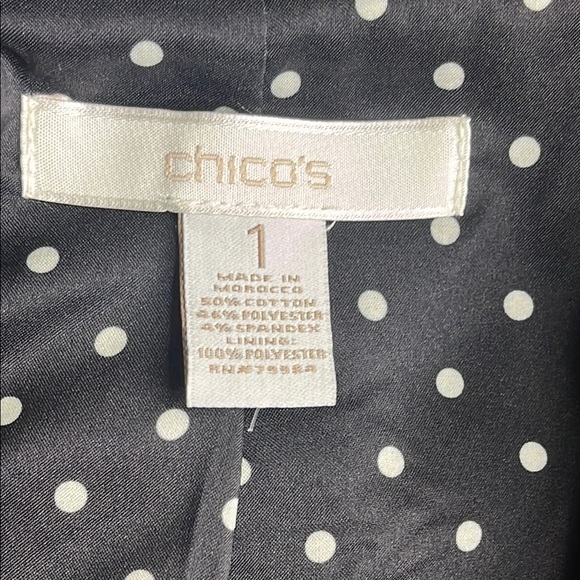 chico's
1
MADE IN
MOROCCO
50% COTTON
46% POLYESTER
4% SPANDEX
LINING:
100% POLYESTER
RN#79984